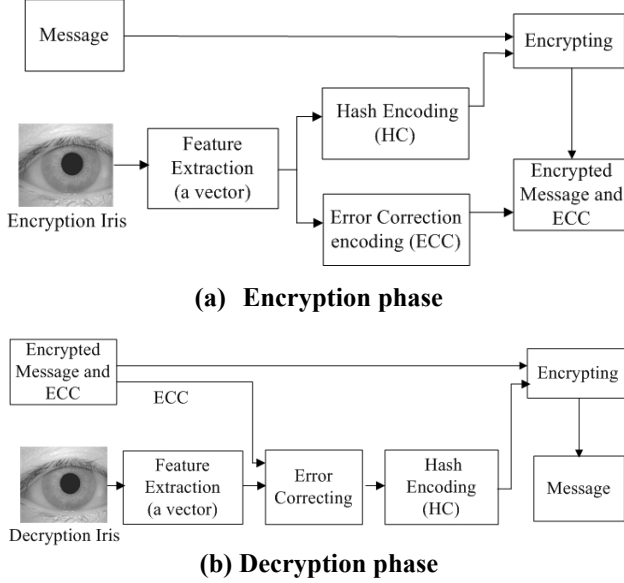 Message
Encrypting
Hash Encoding
(HC)
Feature
Extraction
(a vector)
Encryption Iris
Error Correction
encoding (ECC)
Encrypted
Message and
ECC
(a) Encryption phase
Encrypted
Message and
ECC
ECC
Encrypting
Decryption Iris
Feature
Extraction
(a vector)
Error
Correcting
Hash
Encoding
(HC)
Message
(b) Decryption phase